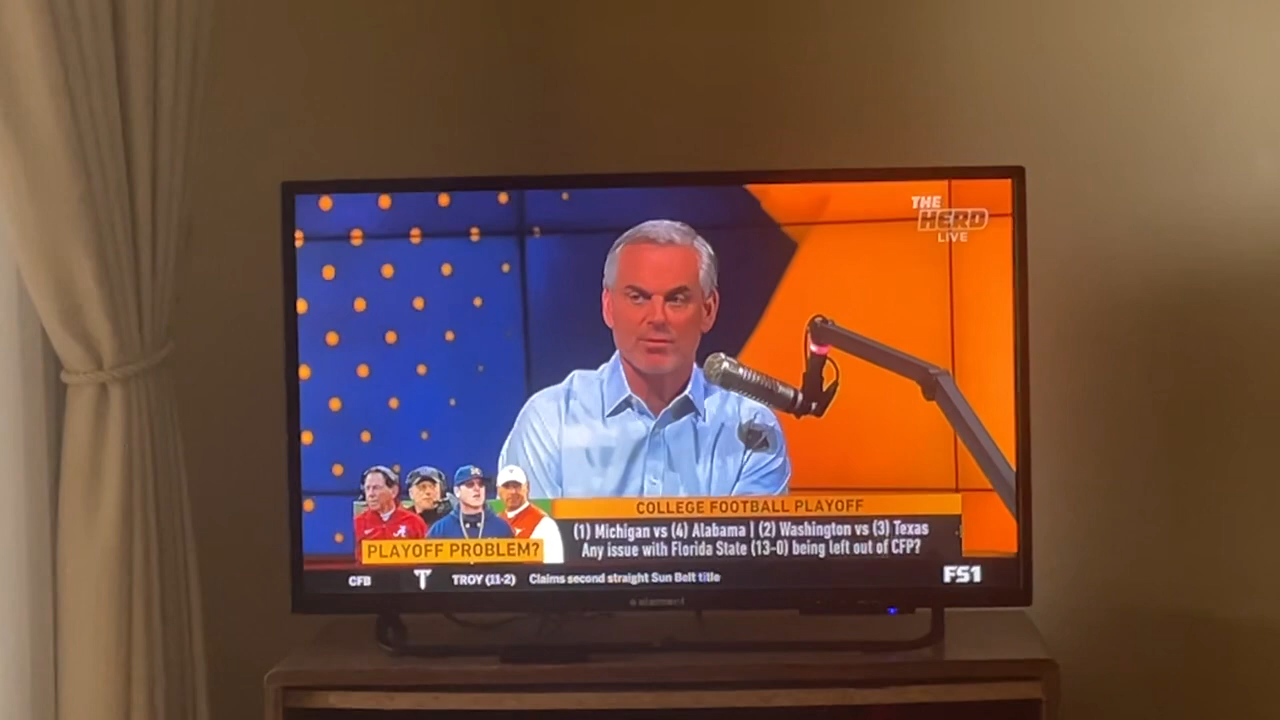 THE
HERD
LIVE
COLLEGE FOOTBALL PLAYOFF
(1) Michigan vs (4) Alabama | (2) Washington vs (3) Texas
Any issue with Florida State (13-0) being left out of CFP?
PLAYOFF PROBLEM?
CFB T TROY (11-2) Claims second straight Sun Belt title FS1
element